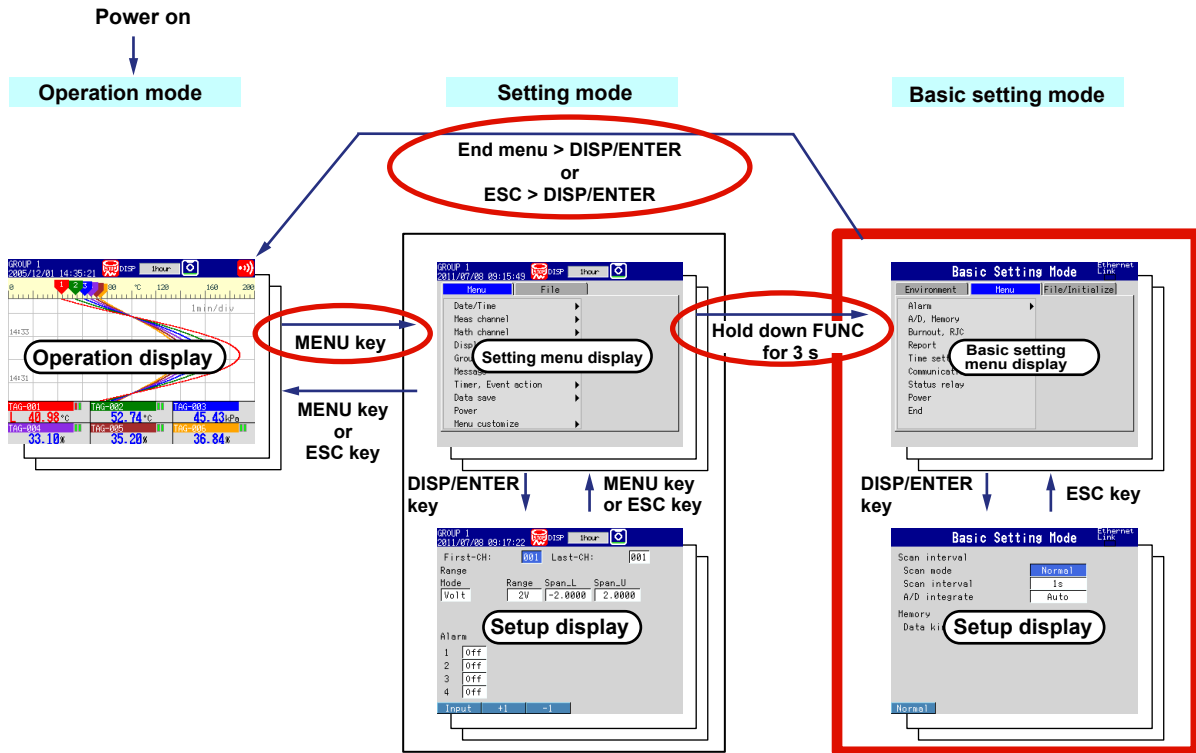 Power on
Operation mode
Setting mode
Basic setting mode
End menu > DISP/ENTER
or
ESC > DISP/ENTER
GROUP 1
2005/12/01 14:35:21
DISP
1hour
0
1
2
3
80
°C
120
160
200
1min/div
14:33
Operation display
14:31
TAG-001
TAG-002
TAG-003
L 40.98°C
52.74°C
45.43kPa
TAG-004
TAG-005
TAG-006
33.10%
35.20%
36.84%
MENU key
MENU key
or
ESC key
GROUP 1
2011/07/08 09:15:49
DISP
1hour
Menu
File
Date/Time
Meas channel
Math channel
Setting menu display
Timer, Event action
Data save
Power
Menu customize
Hold down FUNC
for 3 s
Basic Setting Mode
Ethernet
Link
Environment
Menu
File/Initialize
Alarm
A/D, Memory
Burnout, RJC
Report
Basic setting
menu display
Status relay
Power
End
DISP/ENTER
key
MENU key
or ESC key
DISP/ENTER
key
ESC key
GROUP 1
2011/07/08 09:17:22
DISP
1hour
First-CH:
001
Last-CH:
001
Range
Mode
Range
Span_L
Span_U
Volt
2V
-2.0000
2.0000
Setup display
Alarm
1 Off
2 Off
3 Off
4 Off
Input
+1
-1
Basic Setting Mode
Ethernet
Link
Scan interval
Scan mode
Normal
Scan interval
1s
A/D integrate
Auto
Memory
Data
Setup display
Normal